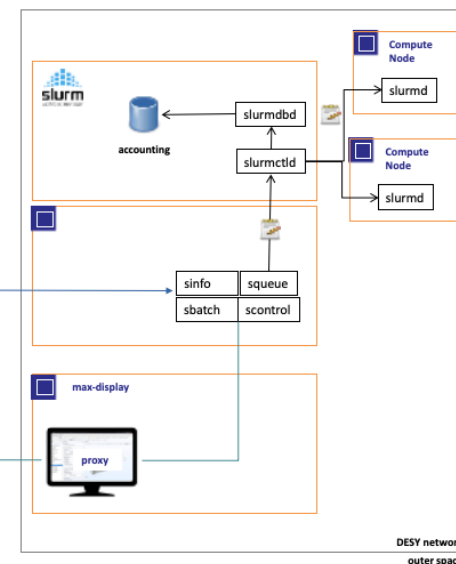 Compute
Node
slurmd
slurm
slurmdbd
accounting
slurmctld
Compute
Node
slurmd
sinfo
squeue
sbatch
scontrol
max-display
proxy
DESY networ
outer spac